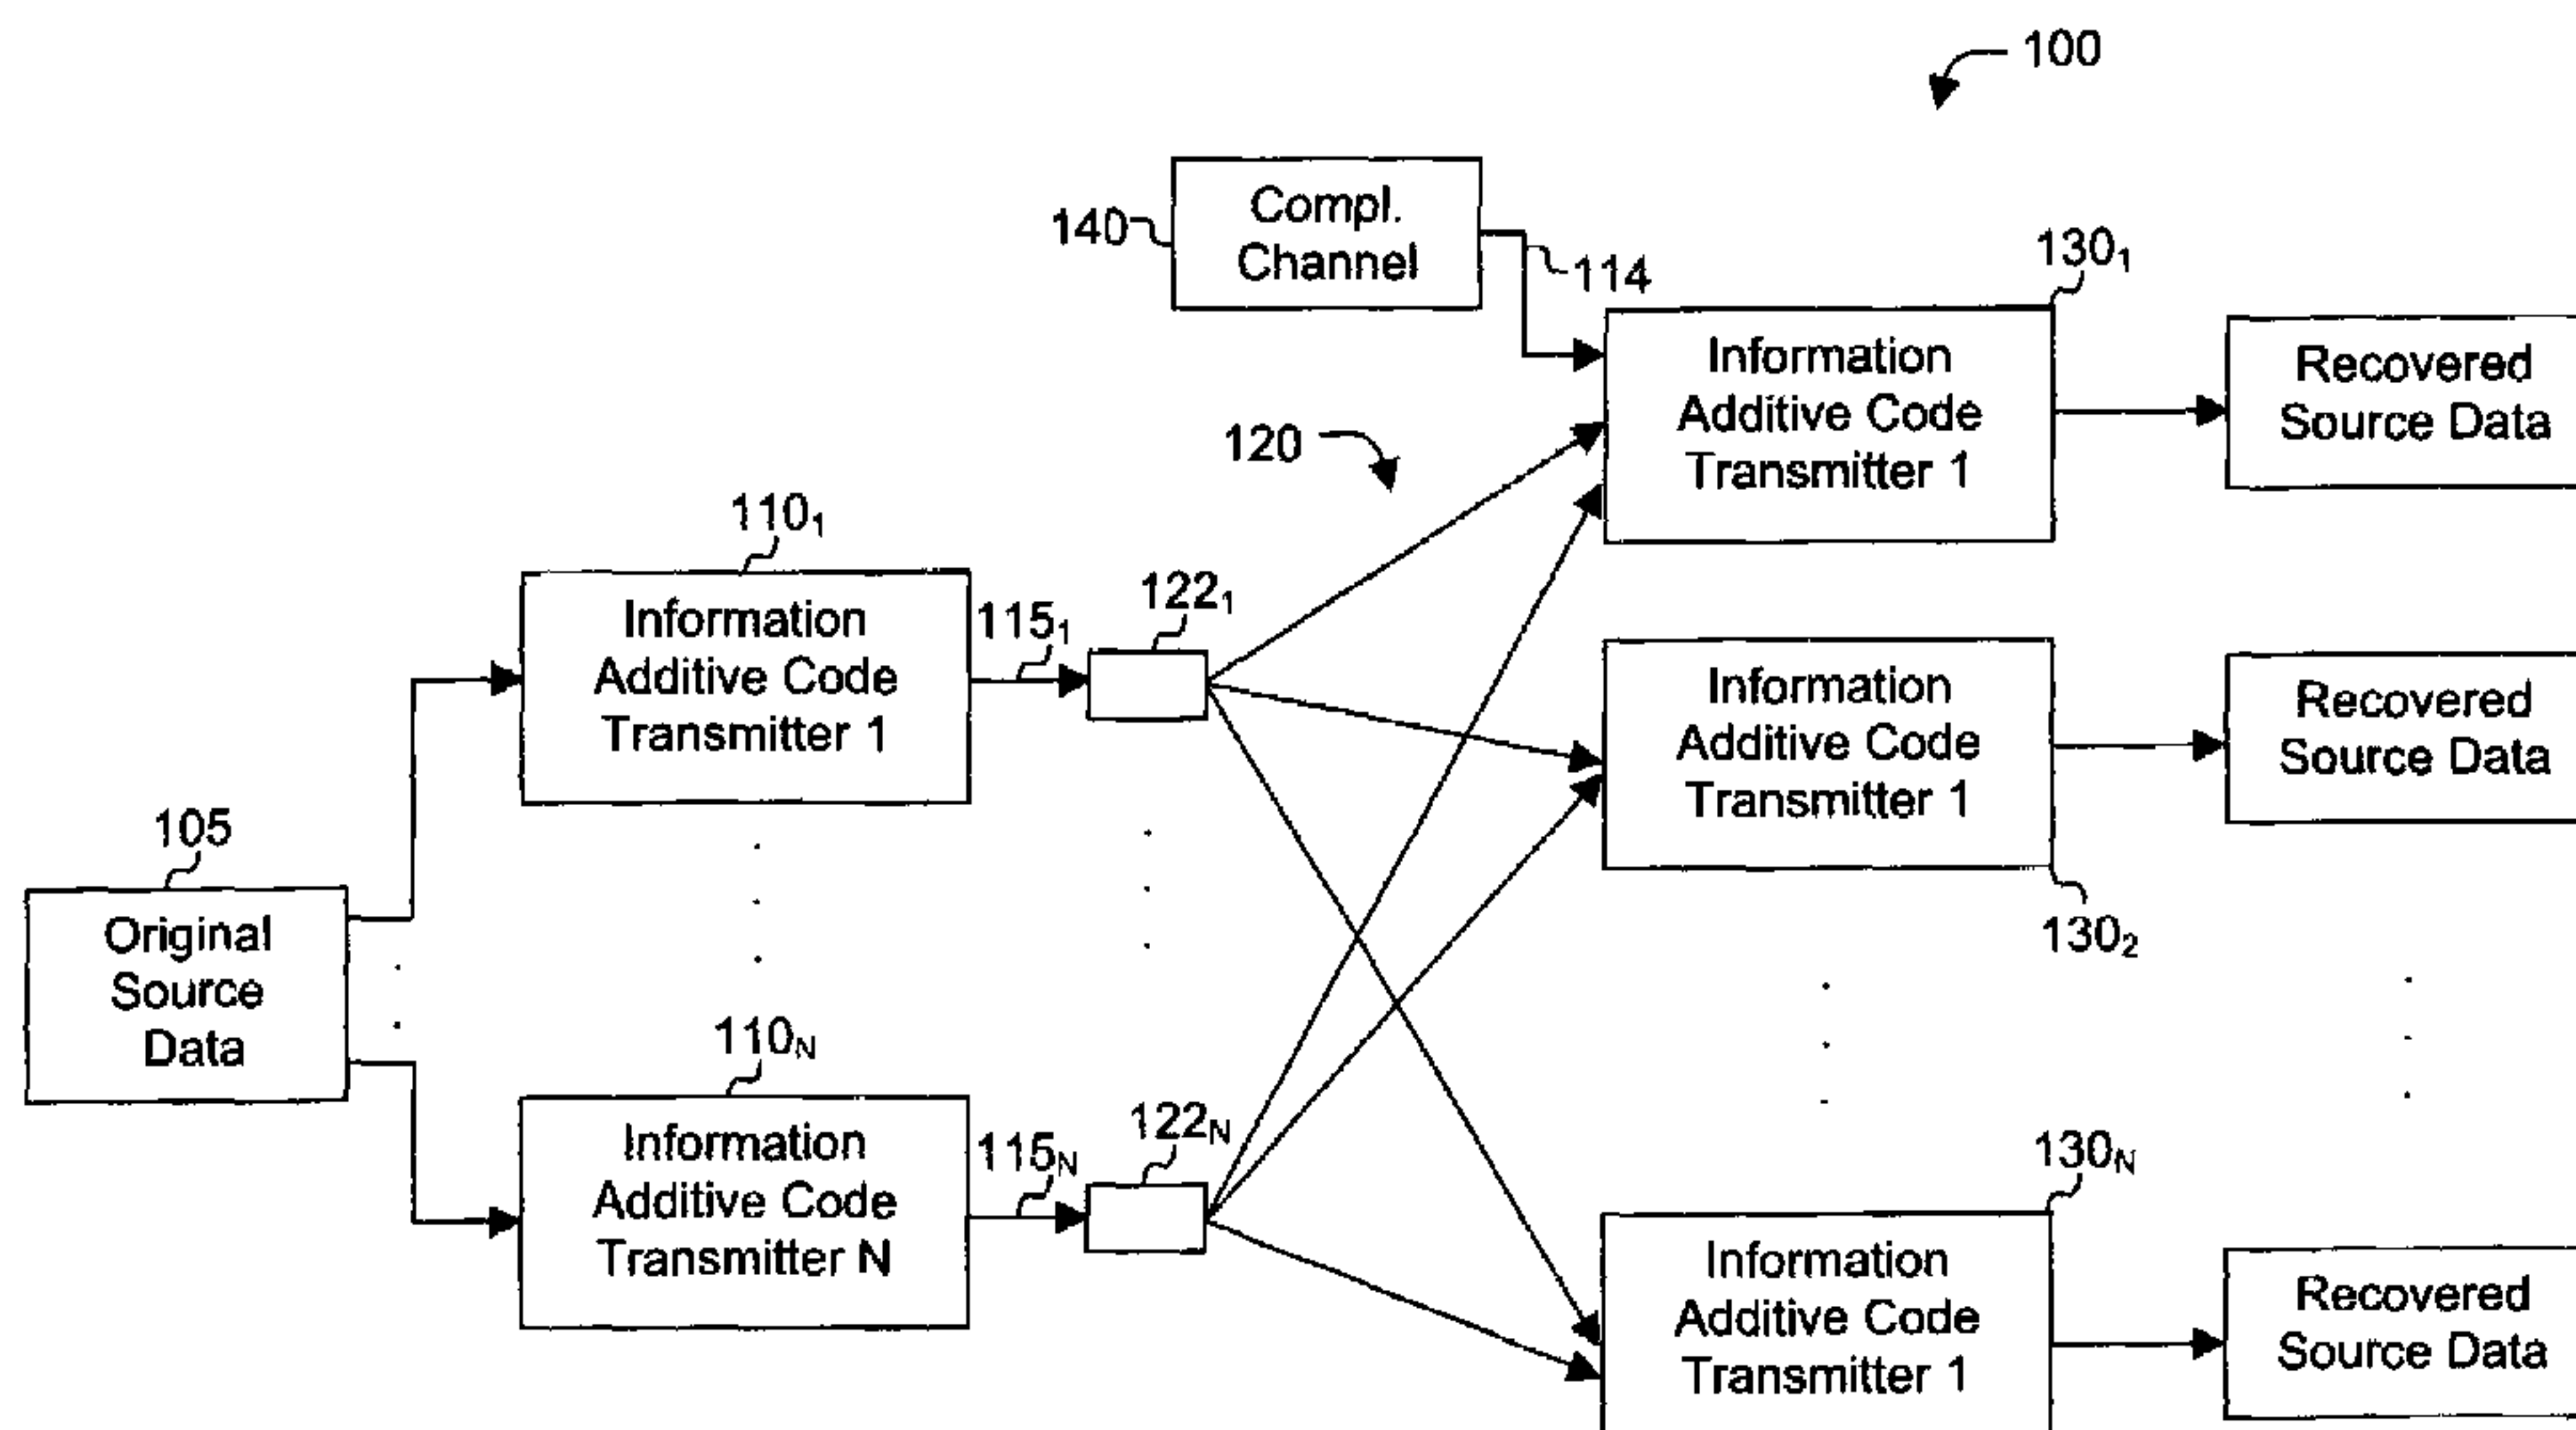 100
Compl.
Channel
140
114
130₁
Information
Additive Code
Transmitter 1
Recovered
Source Data
120
110₁
Information
Additive Code
Transmitter 1
115₁
122₁
Information
Additive Code
Transmitter 1
130₂
Recovered
Source Data
105
Original
Source
Data
110N
Information
Additive Code
Transmitter N
115N
122N
130N
Information
Additive Code
Transmitter 1
Recovered
Source Data